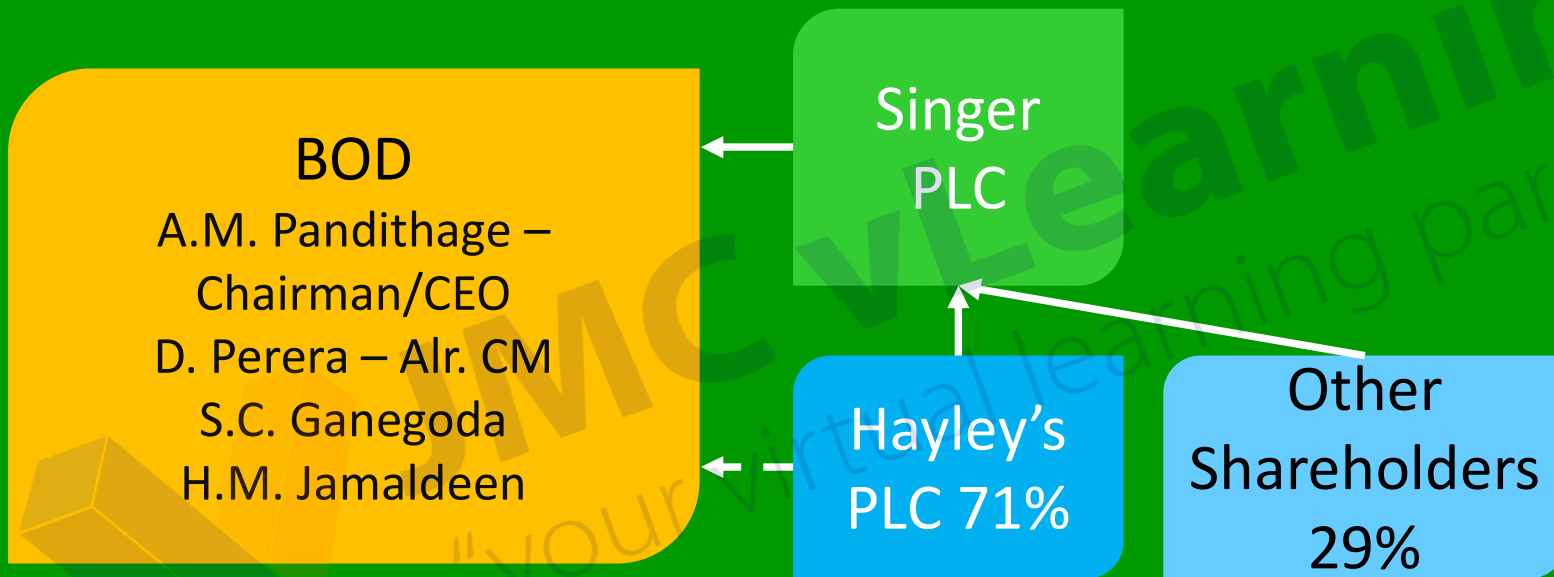 BOD
A.M. Pandithage –
Chairman/CEO
D. Perera – Alr. CM
S.C. Ganegoda
H.M. Jamaldeen
Singer
PLC
Hayley’s
PLC 71%
Other
Shareholders
29%
JMC vLearnin
“your virtual learning par